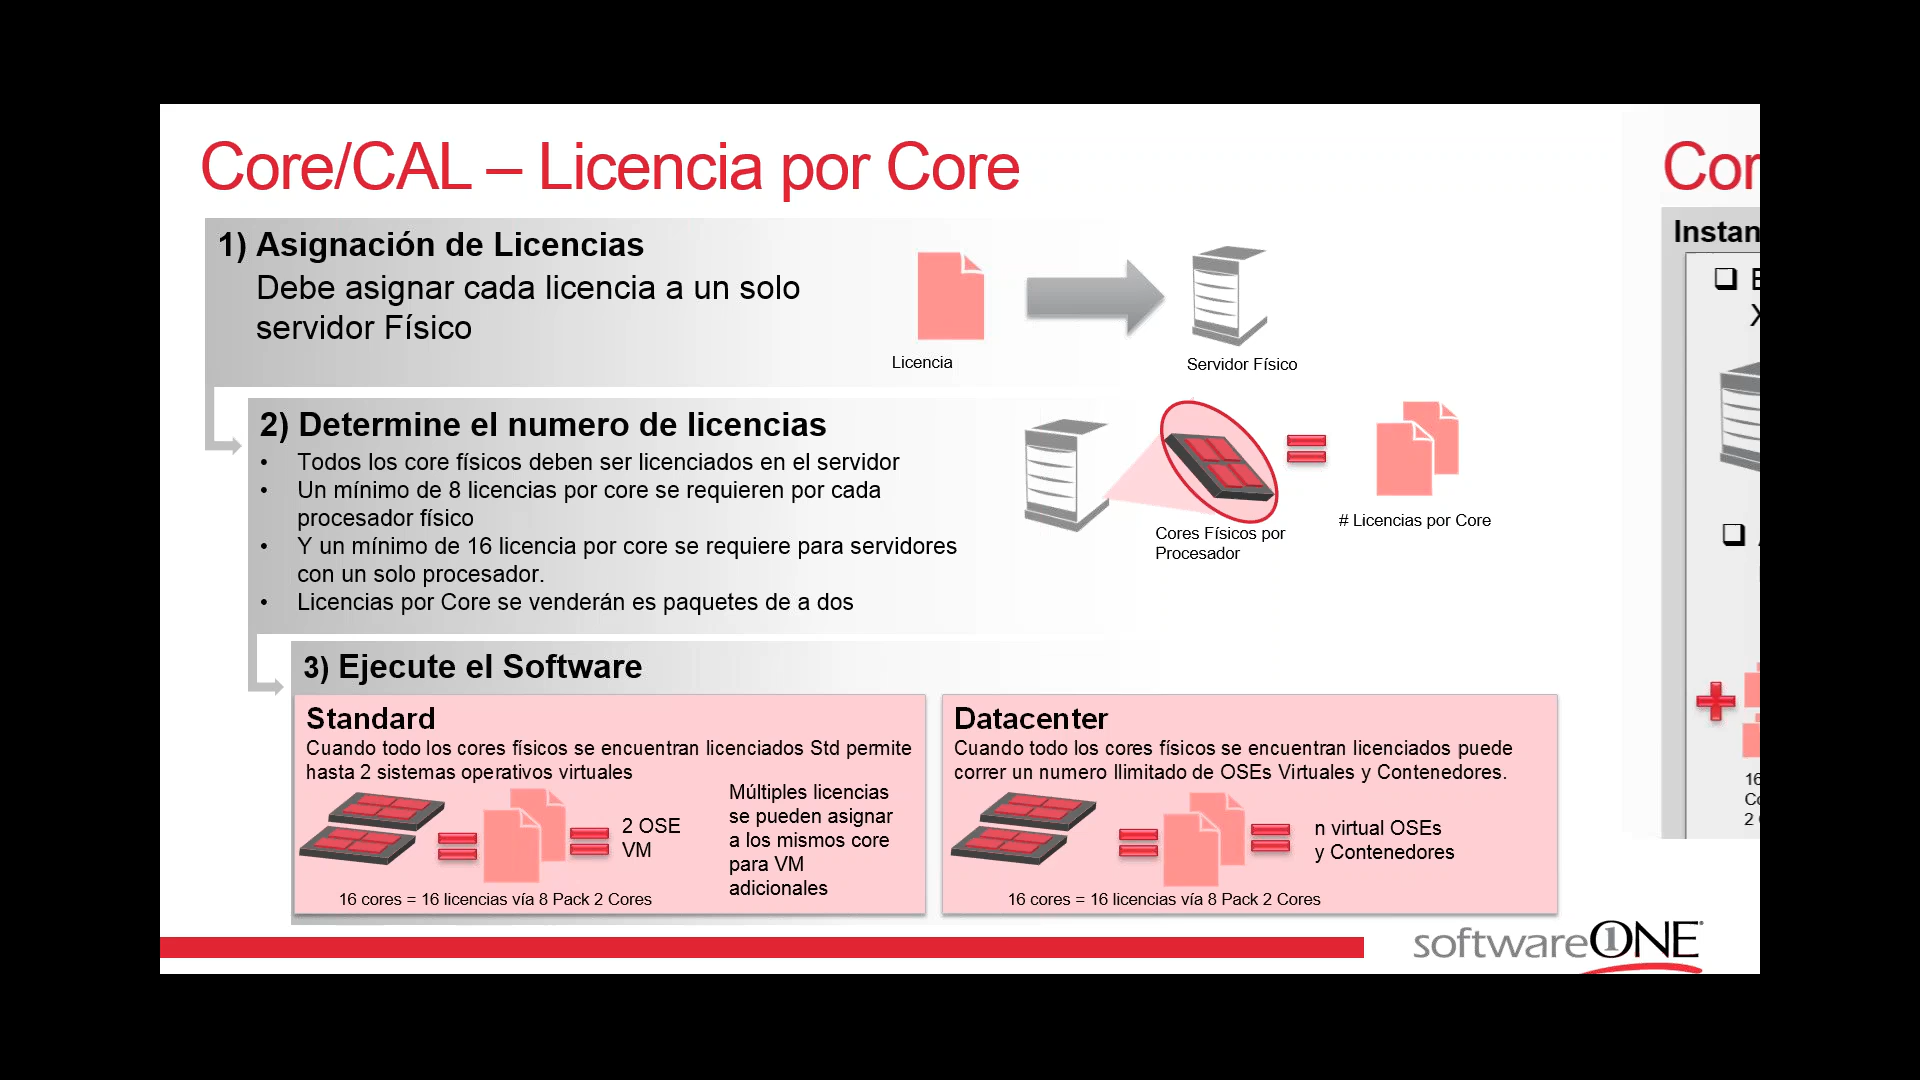 Core/CAL – Licencia por Core
1) Asignación de Licencias
Debe asignar cada licencia a un solo
servidor Físico
Licencia
Servidor Físico
2) Determine el numero de licencias
• Todos los core físicos deben ser licenciados en el servidor
• Un mínimo de 8 licencias por core se requieren por cada
procesador físico
• Y un mínimo de 16 licencia por core se requiere para servidores
con un solo procesador.
• Licencias por Core se venderán es paquetes de a dos
Cores Físicos por
Procesador
# Licencias por Core
3) Ejecute el Software
Standard
Cuando todo los cores físicos se encuentran licenciados Std permite
hasta 2 sistemas operativos virtuales
2 OSE
VM
Múltiples licencias
se pueden asignar
a los mismos core
para VM
adicionales
16 cores = 16 licencias vía 8 Pack 2 Cores
Datacenter
Cuando todo los cores físicos se encuentran licenciados puede
correr un numero Ilimitado de OSEs Virtuales y Contenedores.
n virtual OSEs
y Contenedores
16 cores = 16 licencias vía 8 Pack 2 Cores
softwareONE
Cor
Instan
16
2